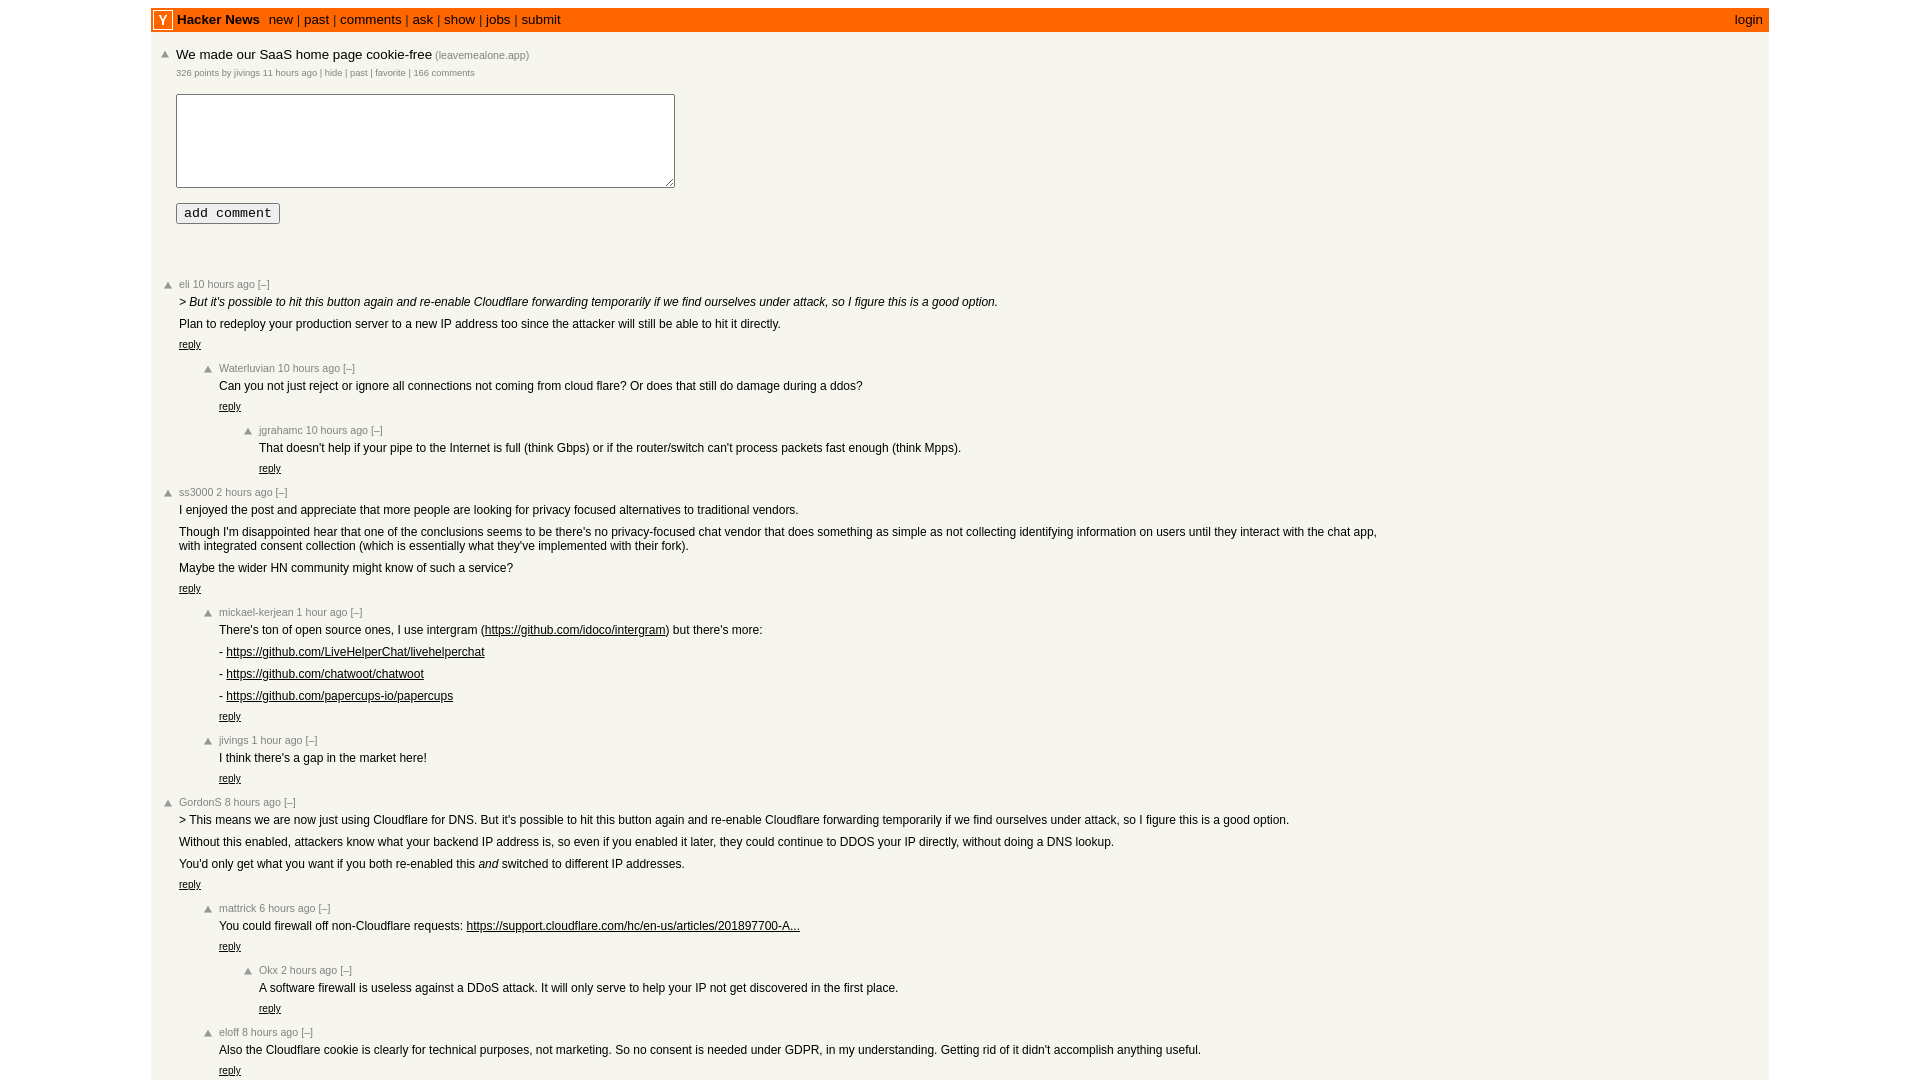 Y Hacker News new | past | comments | ask | show | jobs | submit login
We made our SaaS home page cookie-free (leavemealone.app)
326 points by jivings 11 hours ago | hide | past | favorite | 166 comments
add comment
eli 10 hours ago [–]
> But it's possible to hit this button again and re-enable Cloudflare forwarding temporarily if we find ourselves under attack, so I figure this is a good option.
Plan to redeploy your production server to a new IP address too since the attacker will still be able to hit it directly.
reply
Waterluvian 10 hours ago [–]
Can you not just reject or ignore all connections not coming from cloud flare? Or does that still do damage during a ddos?
reply
jgrahamc 10 hours ago [–]
That doesn't help if your pipe to the Internet is full (think Gbps) or if the router/switch can't process packets fast enough (think Mpps).
reply
ss3000 2 hours ago [–]
I enjoyed the post and appreciate that more people are looking for privacy focused alternatives to traditional vendors.
Though I'm disappointed hear that one of the conclusions seems to be there's no privacy-focused chat vendor that does something as simple as not collecting identifying information on users until they interact with the chat app,
with integrated consent collection (which is essentially what they've implemented with their fork).
Maybe the wider HN community might know of such a service?
reply
mickael-kerjean 1 hour ago [–]
There's ton of open source ones, I use intergram (https://github.com/idoco/intergram) but there's more:
- https://github.com/LiveHelperChat/livehelperchat
- https://github.com/chatwoot/chatwoot
- https://github.com/papercups-io/papercups
reply
jivings 1 hour ago [–]
I think there's a gap in the market here!
reply
GordonS 8 hours ago [–]
> This means we are now just using Cloudflare for DNS. But it's possible to hit this button again and re-enable Cloudflare forwarding temporarily if we find ourselves under attack, so I figure this is a good option.
Without this enabled, attackers know what your backend IP address is, so even if you enabled it later, they could continue to DDOS your IP directly, without doing a DNS lookup.
You'd only get what you want if you both re-enabled this and switched to different IP addresses.
reply
mattrick 6 hours ago [–]
You could firewall off non-Cloudflare requests: https://support.cloudflare.com/hc/en-us/articles/201897700-A...
reply
Okx 2 hours ago [–]
A software firewall is useless against a DDoS attack. It will only serve to help your IP not get discovered in the first place.
reply
eloff 8 hours ago [–]
Also the Cloudflare cookie is clearly for technical purposes, not marketing. So no consent is needed under GDPR, in my understanding. Getting rid of it didn't accomplish anything useful.
reply